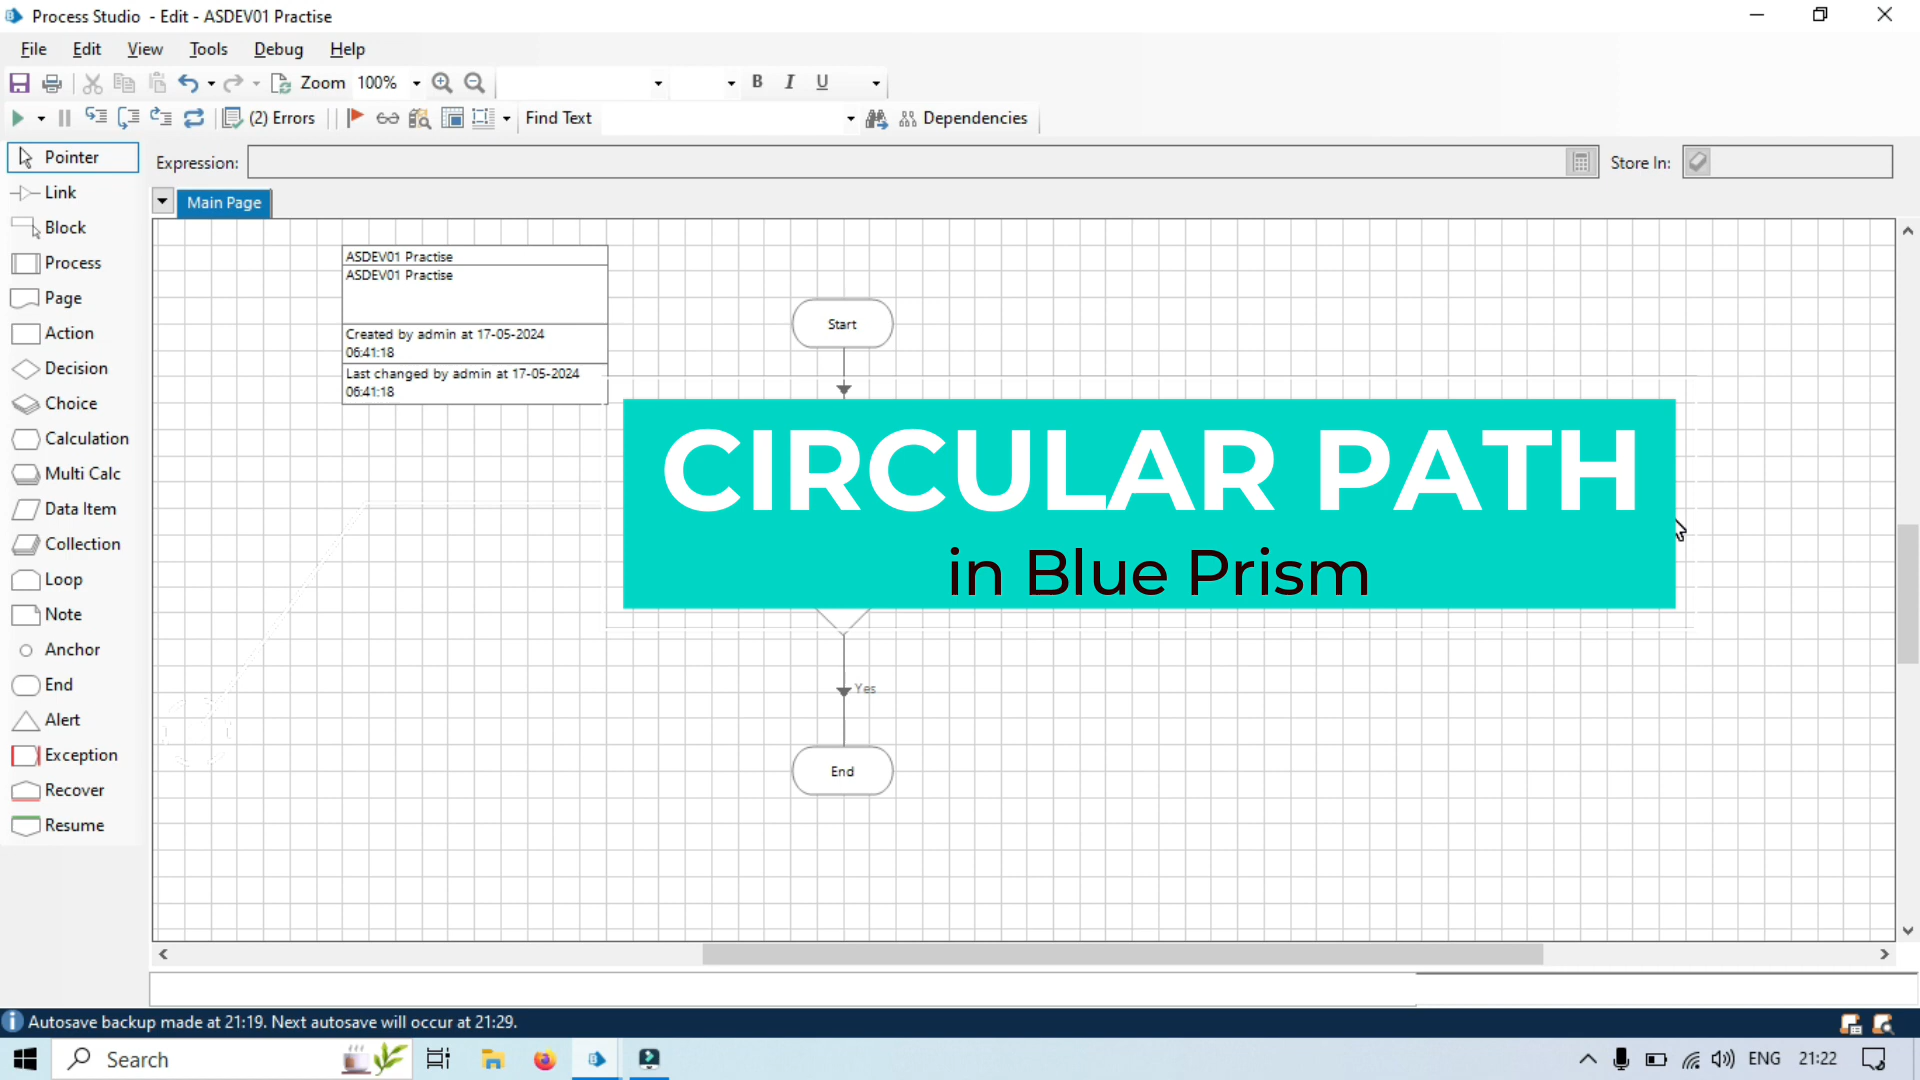 Process Studio - Edit - ASDEV01 Practise
File Edit View Tools Debug Help
Zoom 100% B I U
(2) Errors Find Text Dependencies
Pointer
Link
Block
Process
Page
Action
Decision
Choice
Calculation
Multi Calc
Data Item
Collection
Loop
Note
Anchor
End
Alert
Exception
Recover
Resume
Expression: Store In:
Main Page
ASDEV01 Practise
ASDEV01 Practise
Created by admin at 17-05-2024
06:41:18
Last changed by admin at 17-05-2024
06:41:18
Start
CIRCULAR PATH
in Blue Prism
Yes
End
Autosave backup made at 21:19. Next autosave will occur at 21:29.
Search ENG 21:22